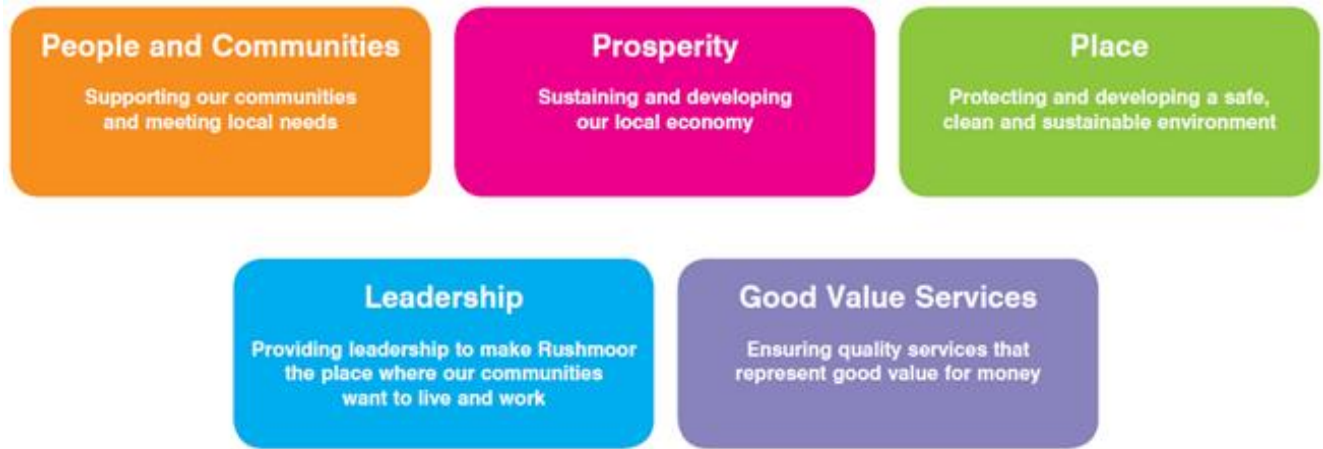 People and Communities
Supporting our communities
and meeting local needs
Prosperity
Sustaining and developing
our local economy
Place
Protecting and developing a safe,
clean and sustainable environment
Leadership
Providing leadership to make Rushmoor
the place where our communities
want to live and work
Good Value Services
Ensuring quality services that
represent good value for money